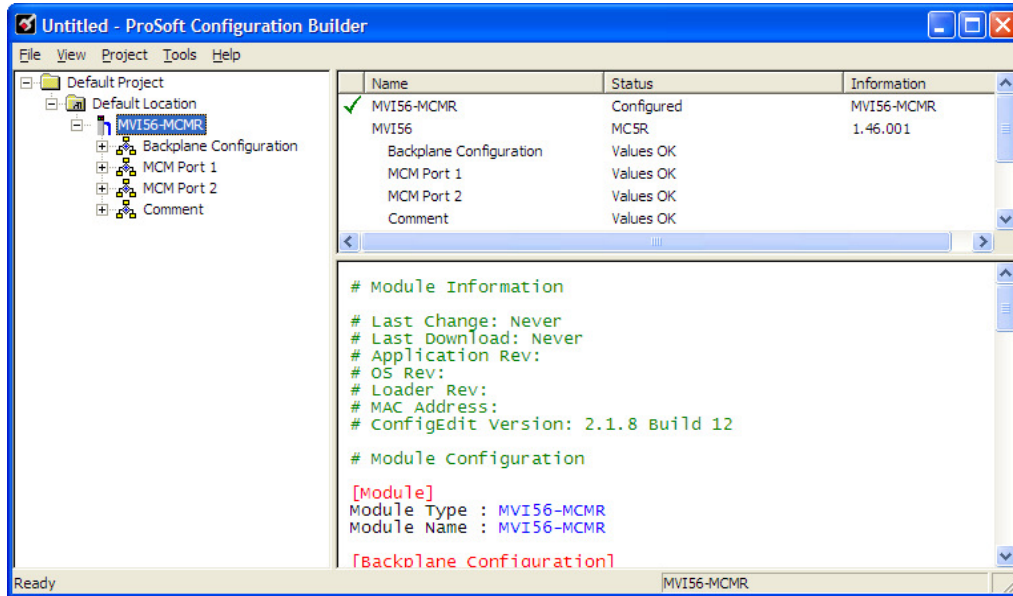 Untitled - ProSoft Configuration Builder
File View Project Tools Help
Default Project
Default Location
MVI56-MCMR
Backplane Configuration
MCM Port 1
MCM Port 2
Comment
Name Status Information
MVI56-MCMR Configured MVI56-MCMR
MVI56 MC5R 1.46.001
Backplane Configuration Values OK
MCM Port 1 Values OK
MCM Port 2 Values OK
Comment Values OK
# Module Information
# Last Change: Never
# Last Download: Never
# Application Rev:
# OS Rev:
# Loader Rev:
# MAC Address:
# ConfigEdit Version: 2.1.8 Build 12
# Module Configuration
[Module]
Module Type : MVI56-MCMR
Module Name : MVI56-MCMR
[Backplane Configuration]
Ready MVI56-MCMR